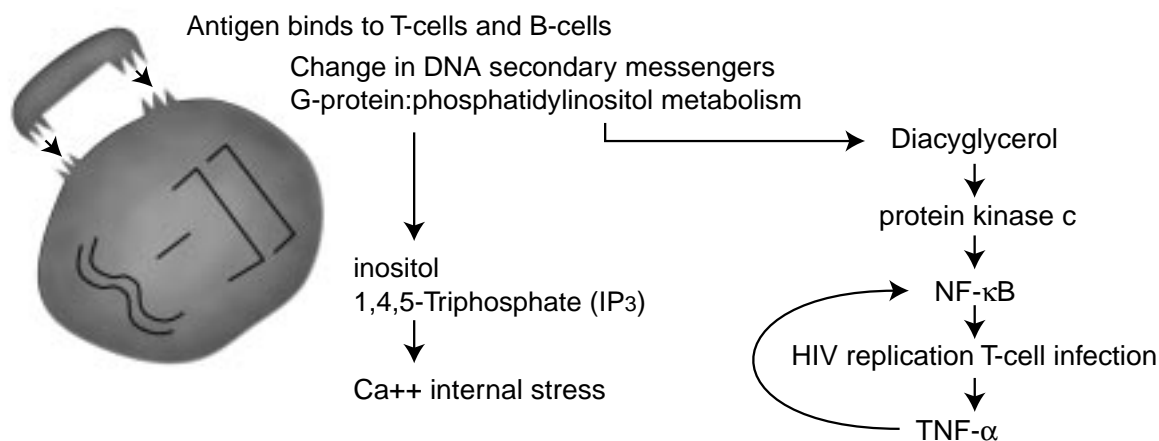 Antigen binds to T-cells and B-cells
Change in DNA secondary messengers
G-protein:phosphatidylinositol metabolism
Diacyglycerol
protein kinase c
inositol
1,4,5-Triphosphate (IP3)
NF-κB
HIV replication T-cell infection
Ca++ internal stress
TNF-α